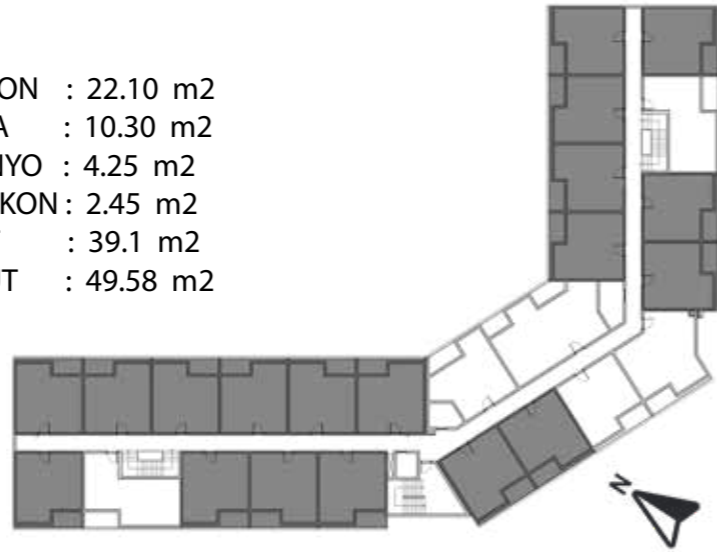 ON : 22.10 m2
A : 10.30 m2
NYO : 4.25 m2
KON : 2.45 m2
: 39.1 m2
UT : 49.58 m2
N